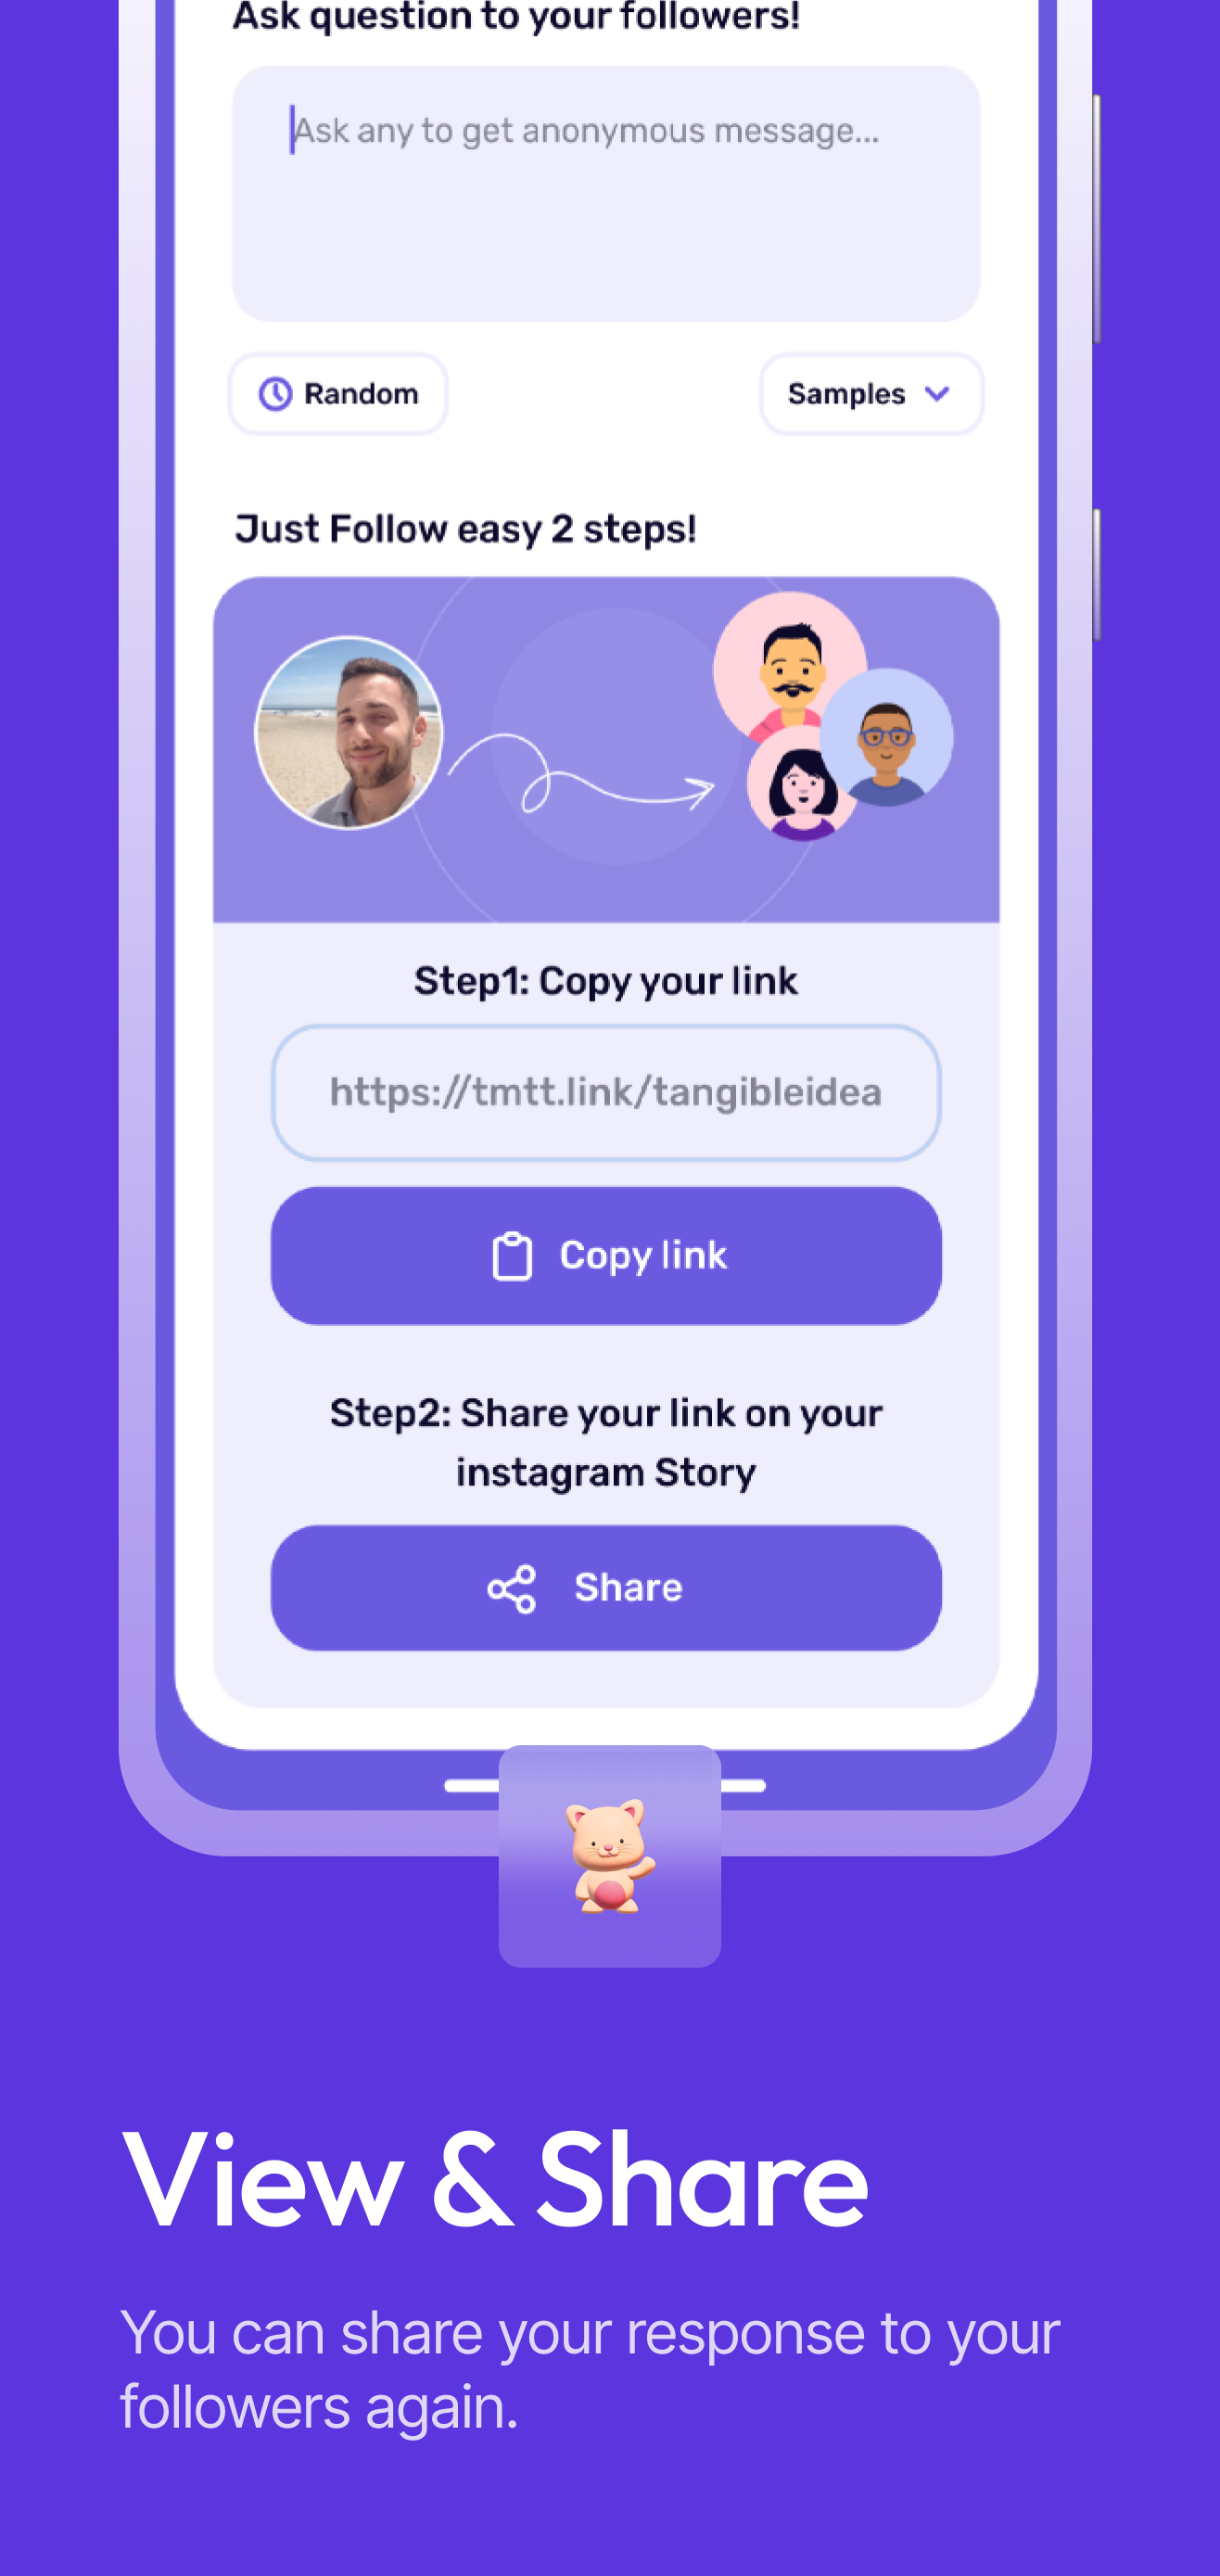 Ask question to your followers!
Ask any to get anonymous message...
Random
Samples
Just Follow easy 2 steps!
Step1: Copy your link
https://tmtt.link/tangibleidea
Copy link
Step2: Share your link on your
instagram Story
Share
View & Share
You can share your response to your
followers again.